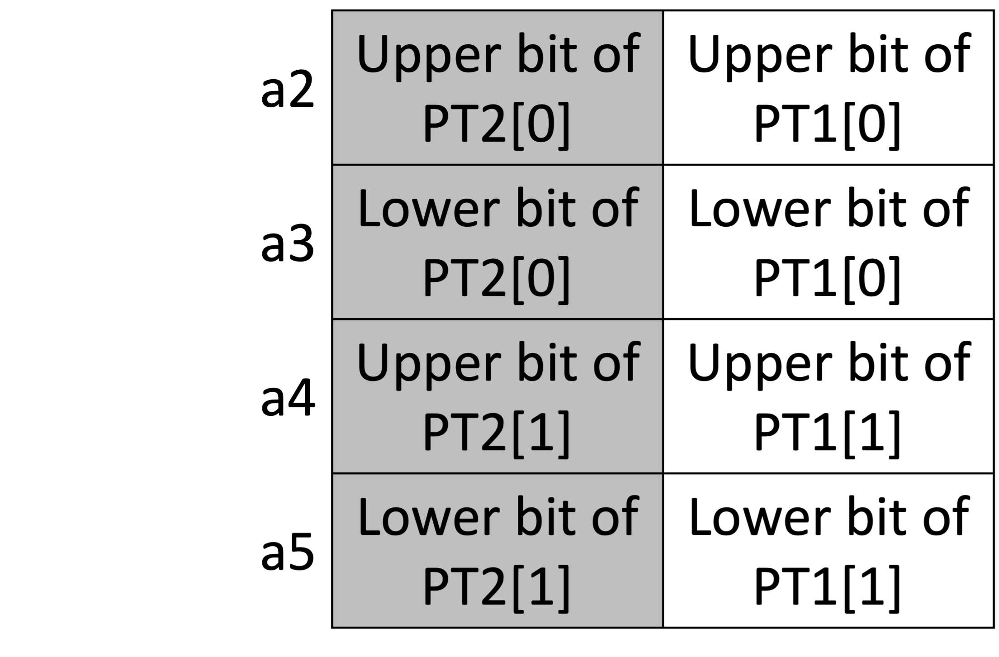 a2
Upper bit of
PT2[0]
Upper bit of
PT1[0]
a3
Lower bit of
PT2[0]
Lower bit of
PT1[0]
a4
Upper bit of
PT2[1]
Upper bit of
PT1[1]
a5
Lower bit of
PT2[1]
Lower bit of
PT1[1]